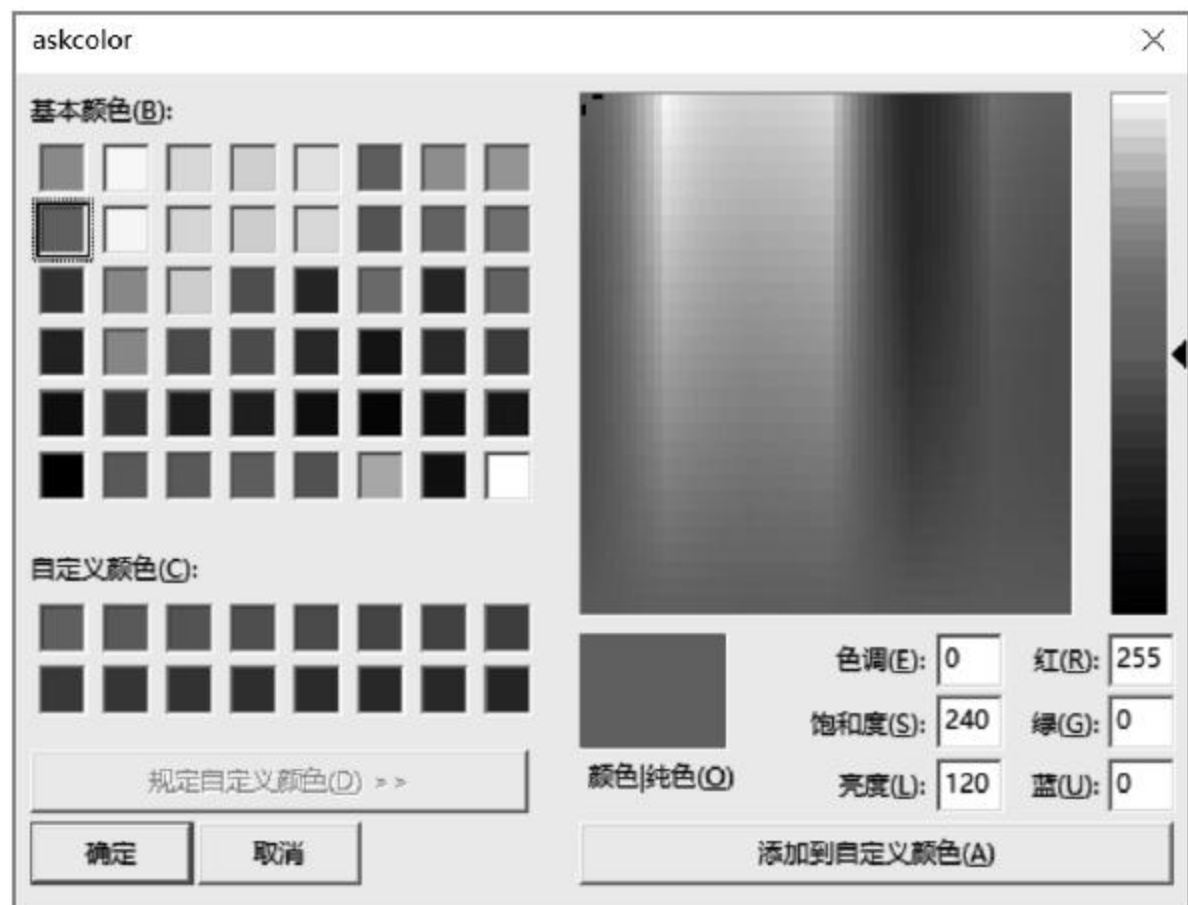 askcolor
基本颜色(B):
自定义颜色(C):
规定自定义颜色(D) >>
确定 取消
色调(E): 0 红(R): 255
饱和度(S): 240 绿(G): 0
颜色|纯色(O) 亮度(L): 120 蓝(U): 0
添加到自定义颜色(A)